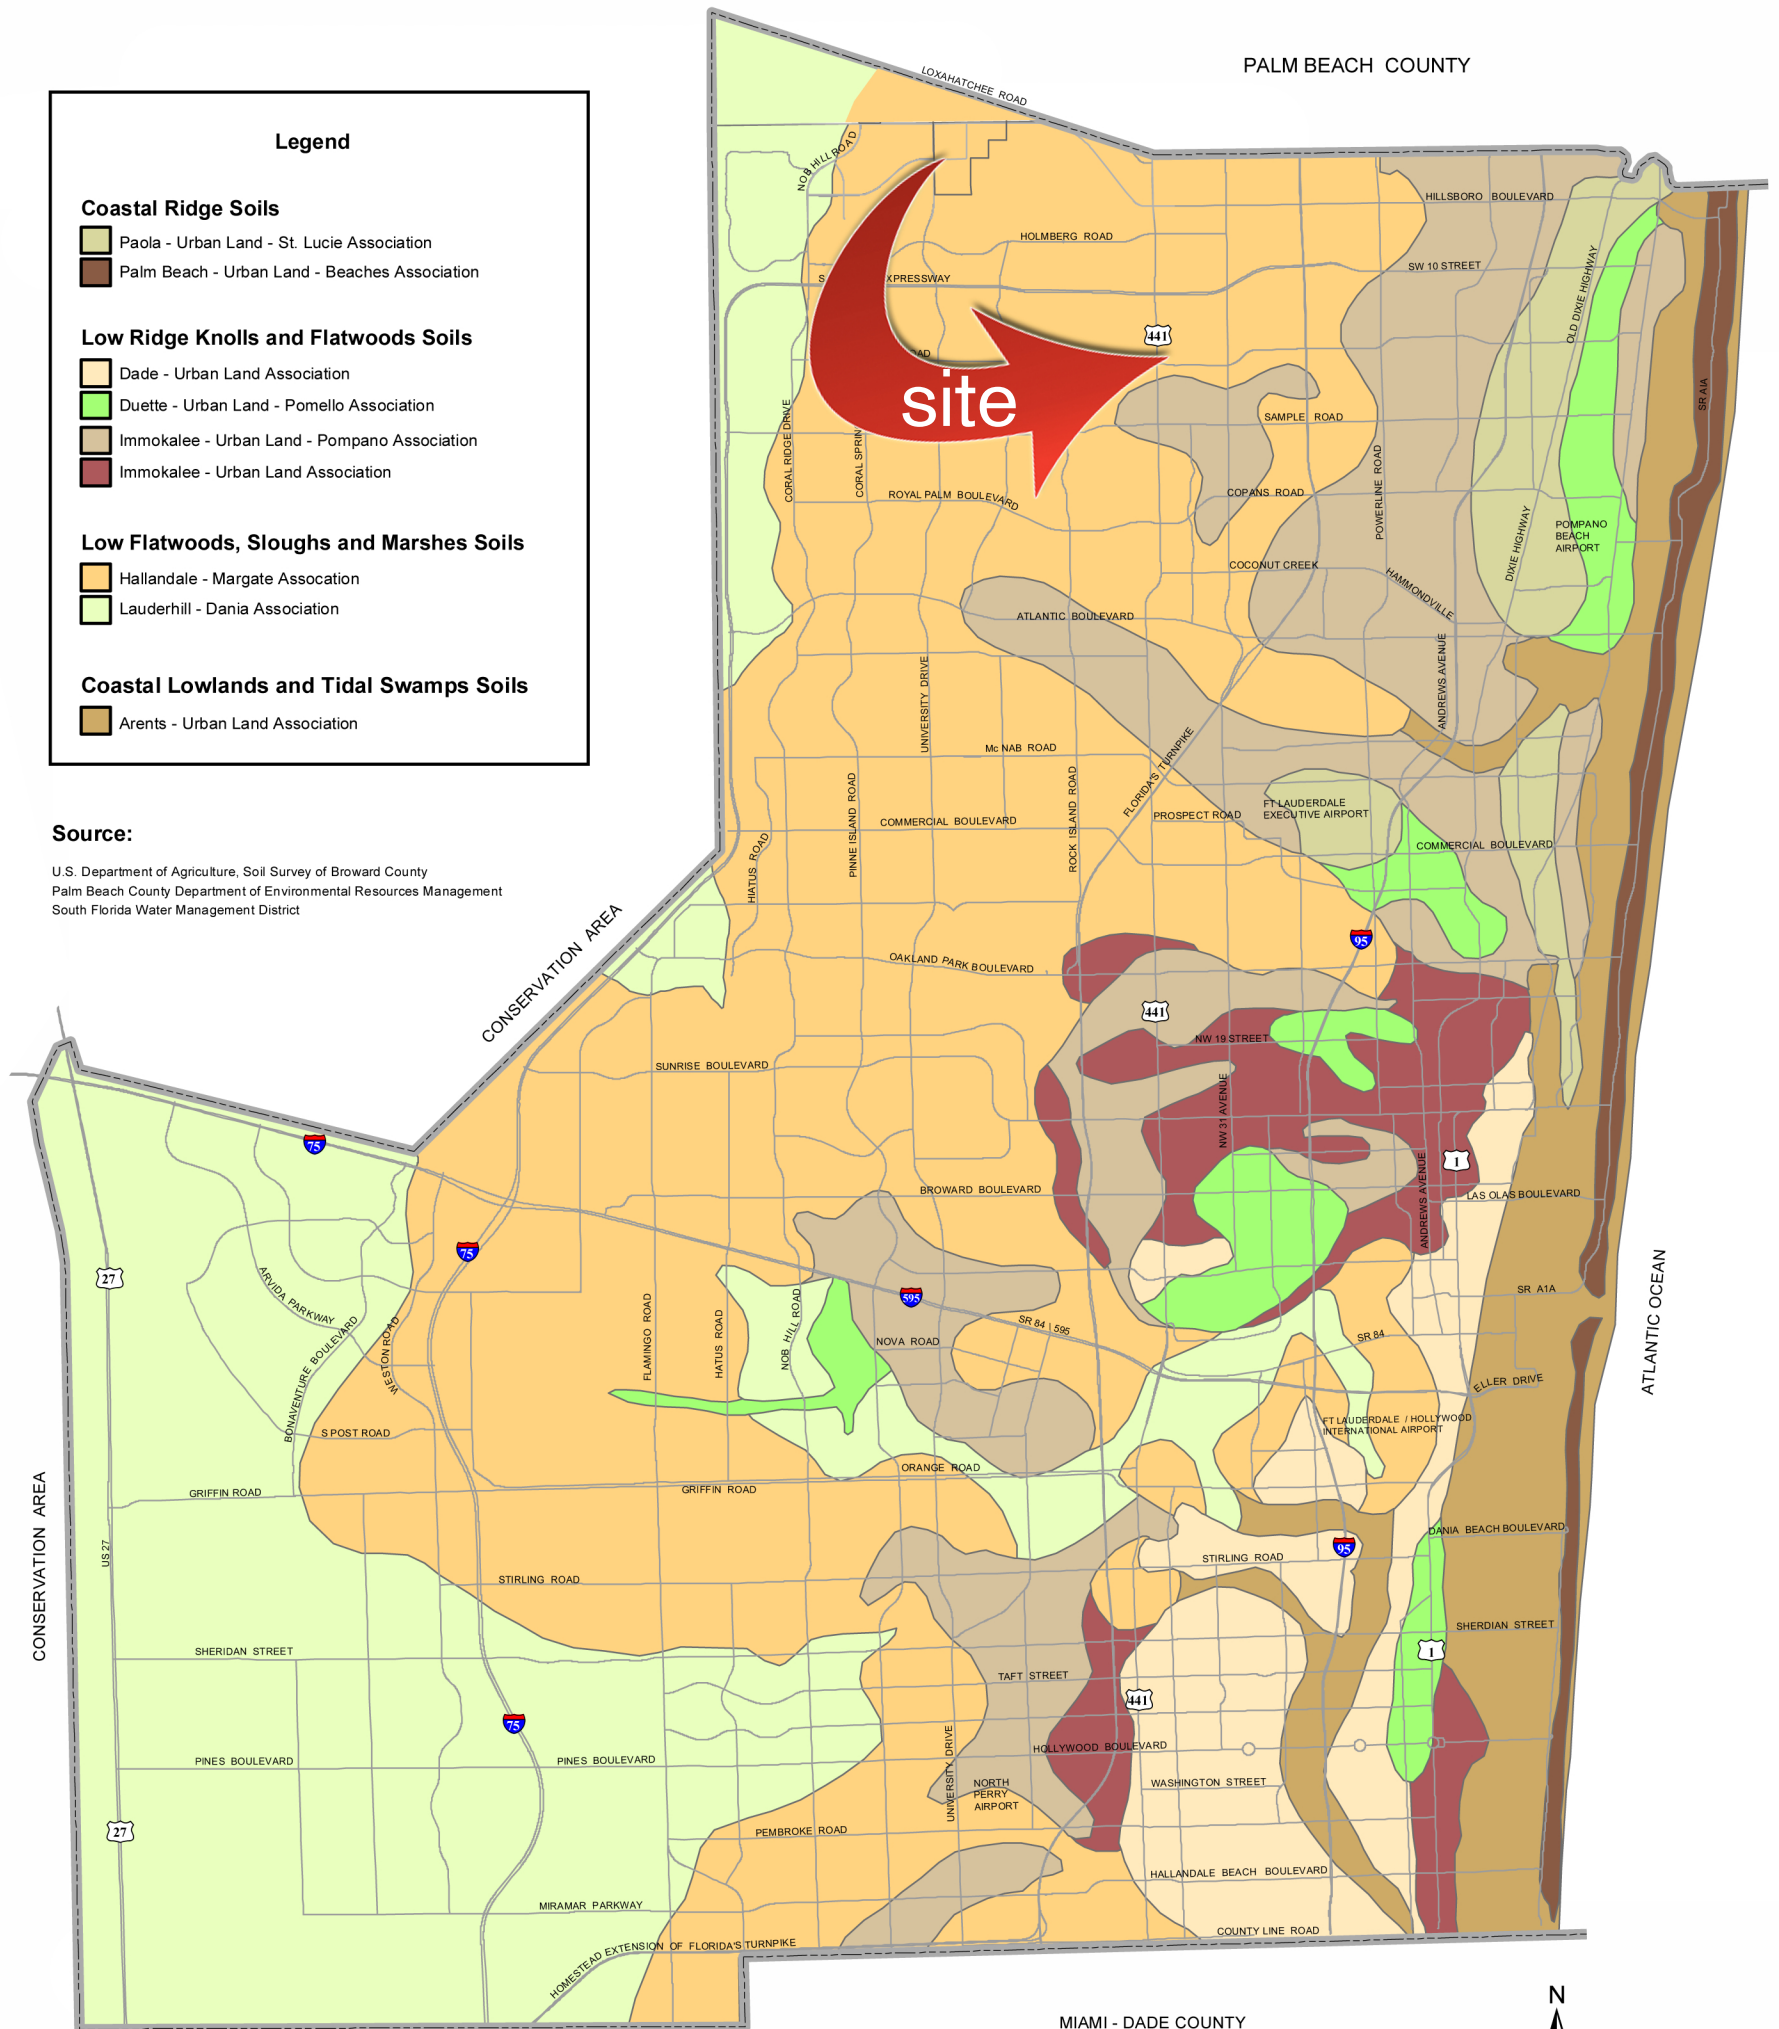 PALM BEACH COUNTY
LOXAHATCHEE ROAD
Legend
Coastal Ridge Soils
Paola - Urban Land - St. Lucie Association
Palm Beach - Urban Land - Beaches Association
Low Ridge Knolls and Flatwoods Soils
Dade - Urban Land Association
Duette - Urban Land - Pomello Association
Immokalee - Urban Land - Pompano Association
Immokalee - Urban Land Association
Low Flatwoods, Sloughs and Marshes Soils
Hallandale - Margate Assocation
Lauderhill - Dania Association
Coastal Lowlands and Tidal Swamps Soils
Arents - Urban Land Association
Source:
U.S. Department of Agriculture, Soil Survey of Broward County
Palm Beach County Department of Environmental Resources Management
South Florida Water Management District
NOB HILL ROAD
HILLSBORO BOULEVARD
HOLMBERG ROAD
SW 10 STREET
S
XPRESSWAY
OLD DIXIE HIGHWAY
441
OAD
site
SR A1A
SAMPLE ROAD
CORAL RIDGE DRIVE
CORAL SPRIN
POWERLINE ROAD
ROYAL PALM BOULEVARD
COPANS ROAD
POMPANO
BEACH
AIRPORT
DIXIE HIGHWAY
COCONUT CREEK
HAMMONDVILLE
ATLANTIC BOULEVARD
ANDREWS AVENUE
UNIVERSITY DRIVE
Mc NAB ROAD
FLORIDA'S TURNPIKE
PINNE ISLAND ROAD
ROCK ISLAND ROAD
FT LAUDERDALE
EXECUTIVE AIRPORT
PROSPECT ROAD
COMMERCIAL BOULEVARD
COMMERCIAL BOULEVARD
HIATUS ROAD
CONSERVATION AREA
95
OAKLAND PARK BOULEVARD
441
NW 19 STREET
SUNRISE BOULEVARD
NW 31 AVENUE
75
1
ANDREWS AVENUE
BROWARD BOULEVARD
LAS OLAS BOULEVARD
75
27
ARVIDA PARKWAY
595
SR A1A
ATLANTIC OCEAN
BONAVENTURE BOULEVARD
WESTON ROAD
FLAMINGO ROAD
HATUS ROAD
NOB HILL ROAD
NOVA ROAD
SR 84 | 595
SR 84
ELLER DRIVE
FT LAUDERDALE / HOLLYWOOD
INTERNATIONAL AIRPORT
S POST ROAD
ORANGE ROAD
GRIFFIN ROAD
GRIFFIN ROAD
CONSERVATION AREA
US 27
DANIA BEACH BOULEVARD
95
STIRLING ROAD
STIRLING ROAD
SHERDIAN STREET
SHERIDAN STREET
1
TAFT STREET
441
75
HOLLYWOOD BOULEVARD
PINES BOULEVARD
PINES BOULEVARD
UNIVERSITY DRIVE
NORTH
PERRY
AIRPORT
WASHINGTON STREET
27
PEMBROKE ROAD
HALLANDALE BEACH BOULEVARD
MIRAMAR PARKWAY
COUNTY LINE ROAD
HOMESTEAD EXTENSION OF FLORIDA'S TURNPIKE
N
MIAMI - DADE COUNTY